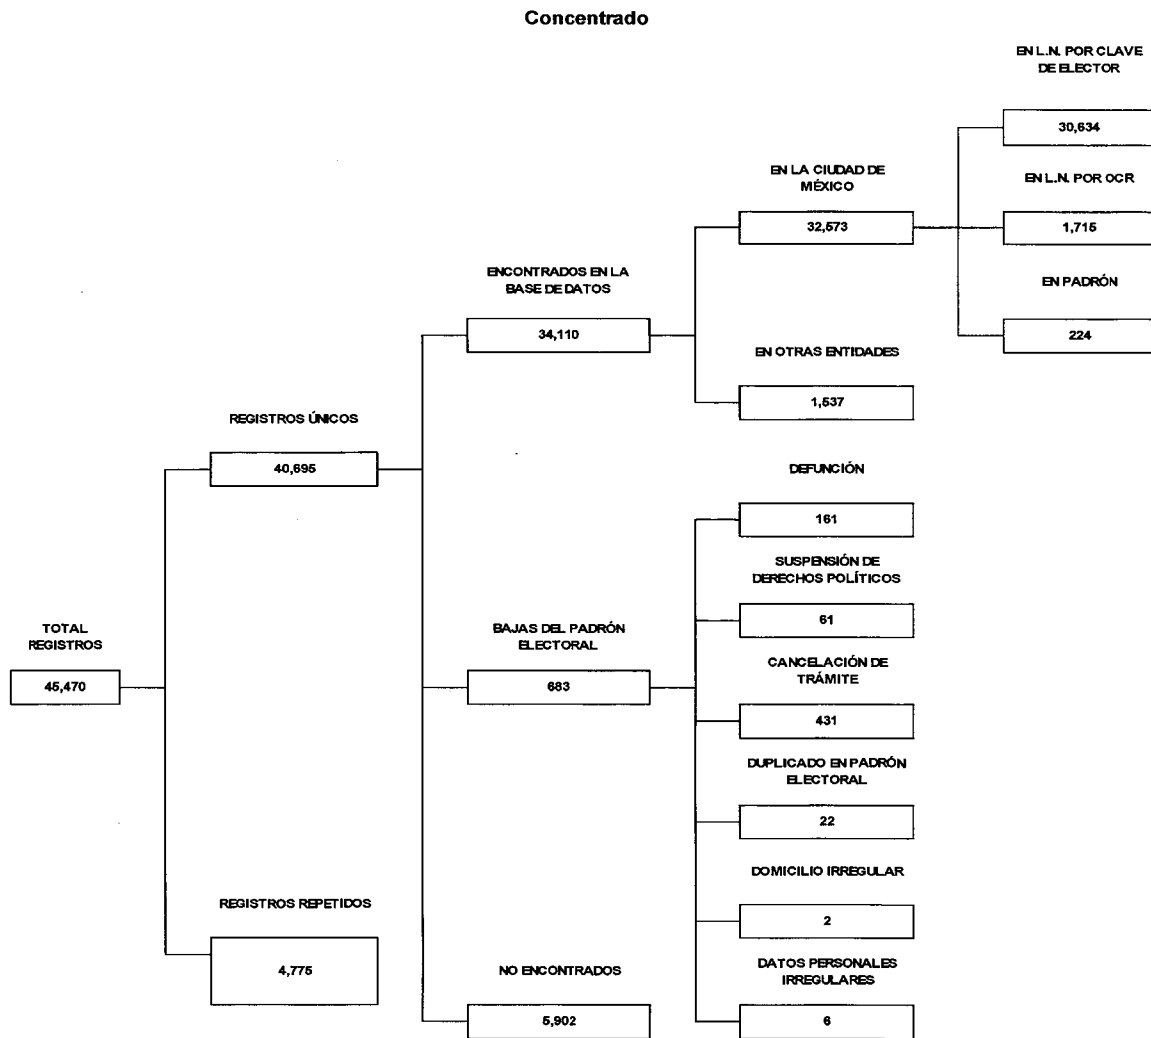 Concentrado
EN L.N. POR CLAVE
DE ELECTOR
30,634
EN LA CIUDAD DE
MÉXICO
32,573
EN L.N. POR OCR
1,715
ENCONTRADOS EN LA
BASE DE DATOS
34,110
EN PADRÓN
224
EN OTRAS ENTIDADES
1,537
REGISTROS ÚNICOS
40,695
DEFUNCIÓN
161
SUSPENSIÓN DE
DERECHOS POLÍTICOS
61
TOTAL
REGISTROS
45,470
BAJAS DEL PADRÓN
ELECTORAL
683
CANCELACIÓN DE
TRÁMITE
431
DUPLICADO EN PADRÓN
ELECTORAL
22
DOMICILIO IRREGULAR
2
REGISTROS REPETIDOS
4,775
NO ENCONTRADOS
5,902
DATOS PERSONALES
IRREGULARES
6